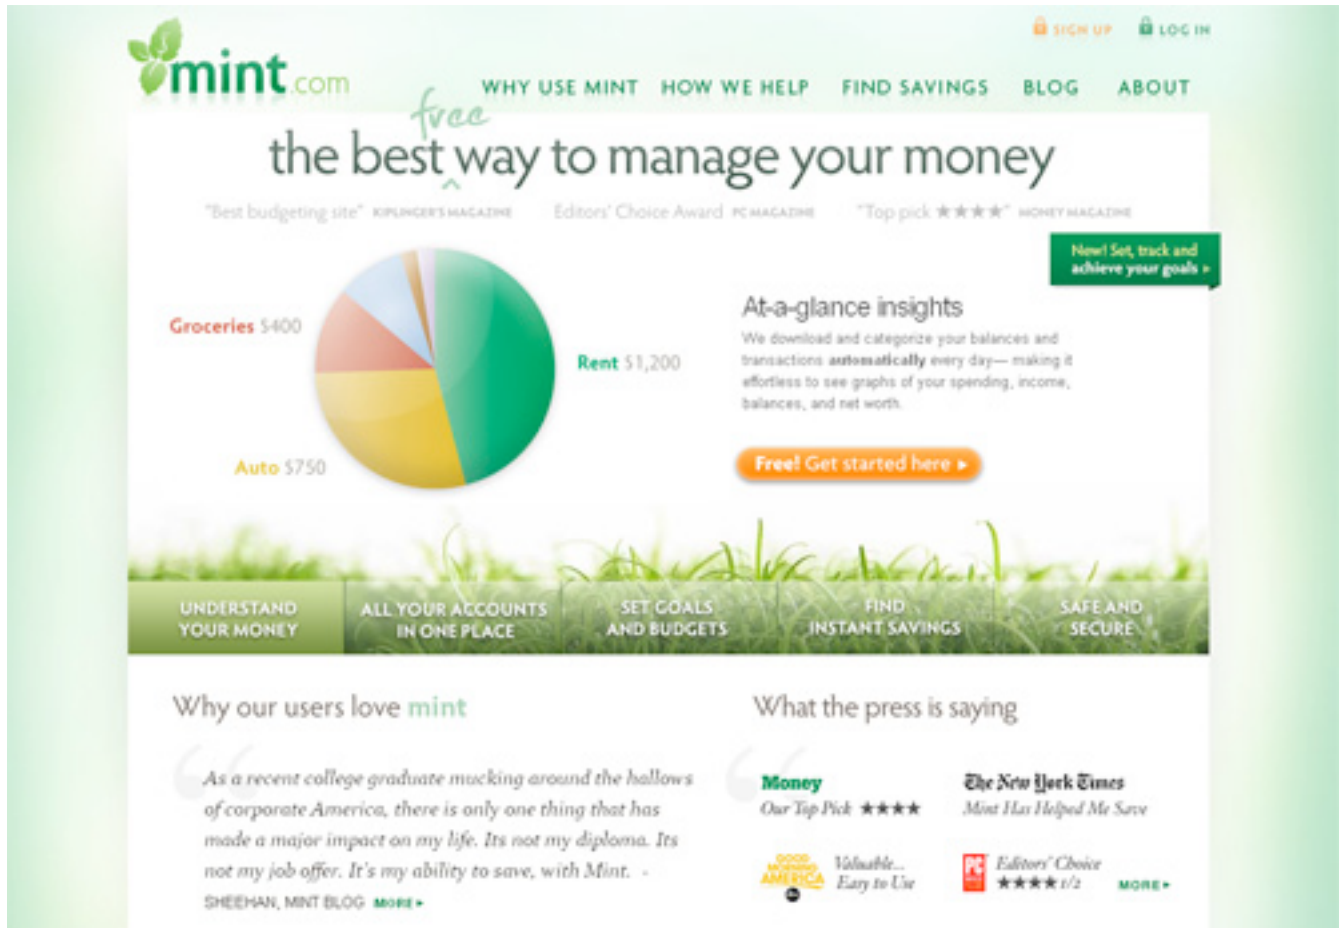 mint.com
SIGN UP LOG IN
WHY USE MINT HOW WE HELP FIND SAVINGS BLOG ABOUT
free
the best way to manage your money
"Best budgeting site" KIPLINGER'S MAGAZINE Editors' Choice Award PC MAGAZINE "Top pick ★★★★" MONEY MAGAZINE
New! Set, track and
achieve your goals
Groceries $400
Rent $1,200
Auto $750
At-a-glance insights
We download and categorize your balances and
transactions automatically every day— making it
effortless to see graphs of your spending, income,
balances, and net worth.
Free! Get started here
UNDERSTAND
YOUR MONEY
ALL YOUR ACCOUNTS
IN ONE PLACE
SET GOALS
AND BUDGETS
FIND
INSTANT SAVINGS
SAFE AND
SECURE
Why our users love mint
As a recent college graduate mucking around the hallows
of corporate America, there is only one thing that has
made a major impact on my life. Its not my diploma. Its
not my job offer. It's my ability to save, with Mint. -
SHEEHAN, MINT BLOG MORE
What the press is saying
Money
Our Top Pick ★★★★
The New York Times
Mint Has Helped Me Save
GOOD
MORNING
AMERICA
Valuable...
Easy to Use
PC
Editors' Choice
★★★★1/2
MORE